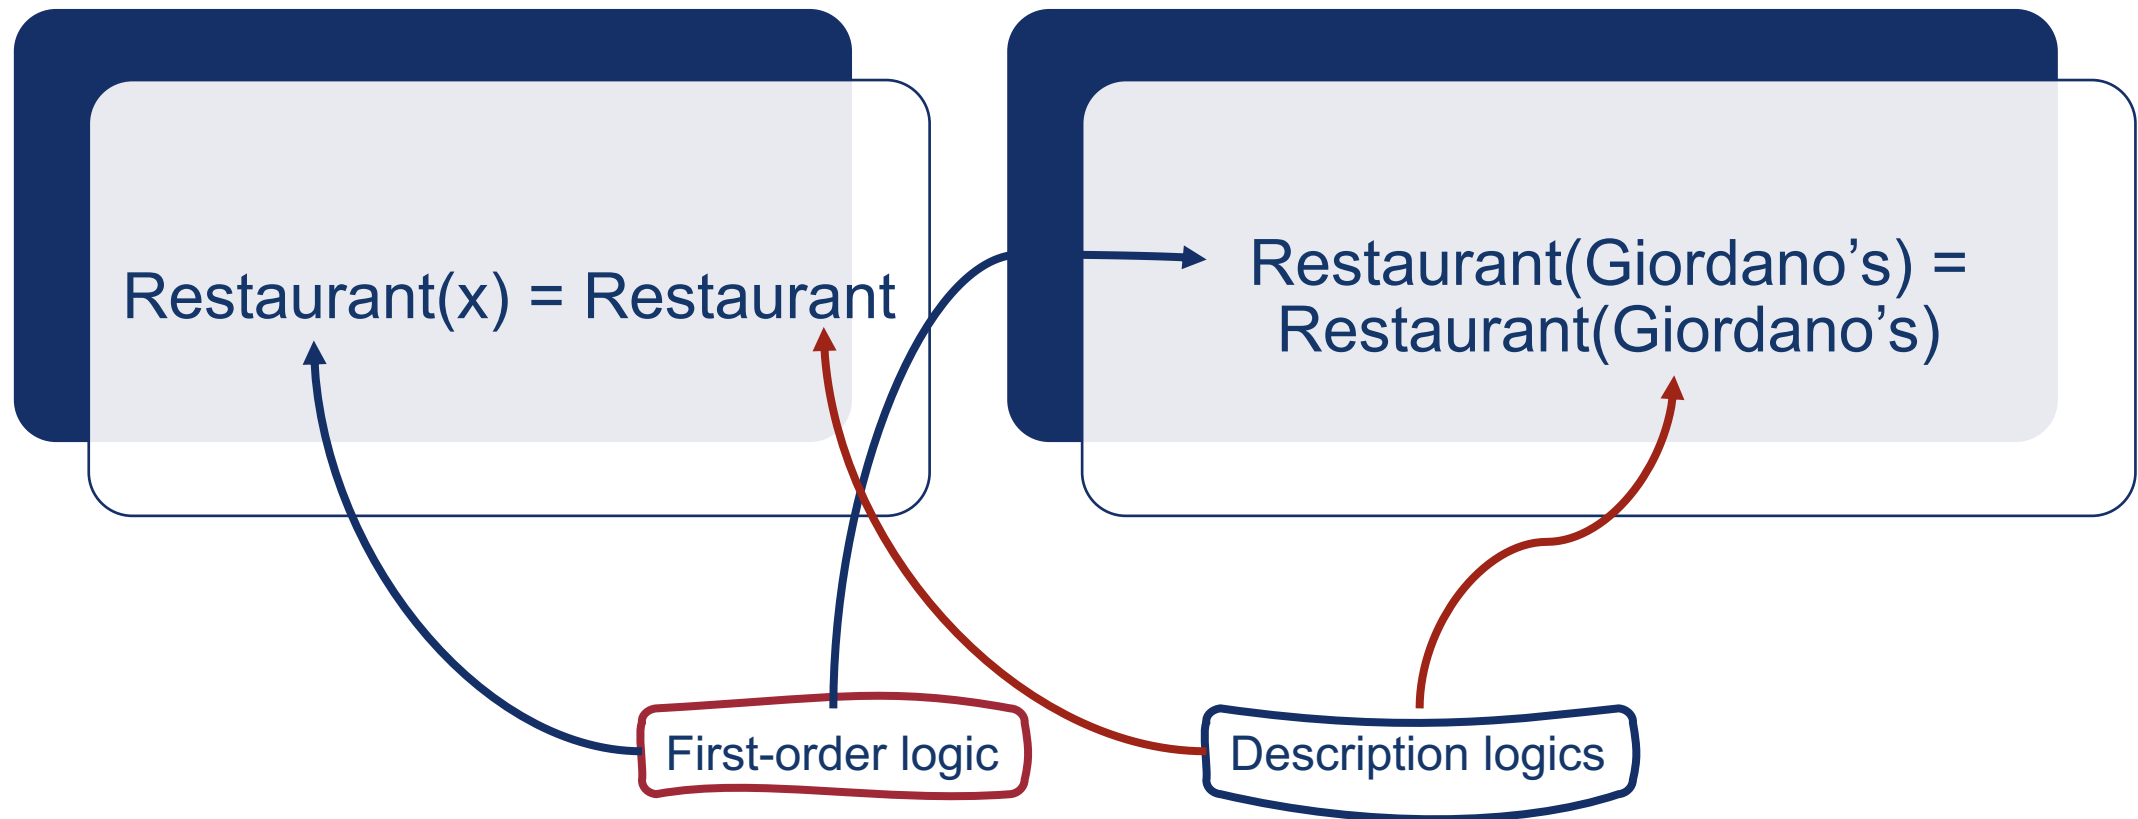 Restaurant(x) = Restaurant
Restaurant(Giordano’s) =
Restaurant(Giordano’s)
First-order logic
Description logics